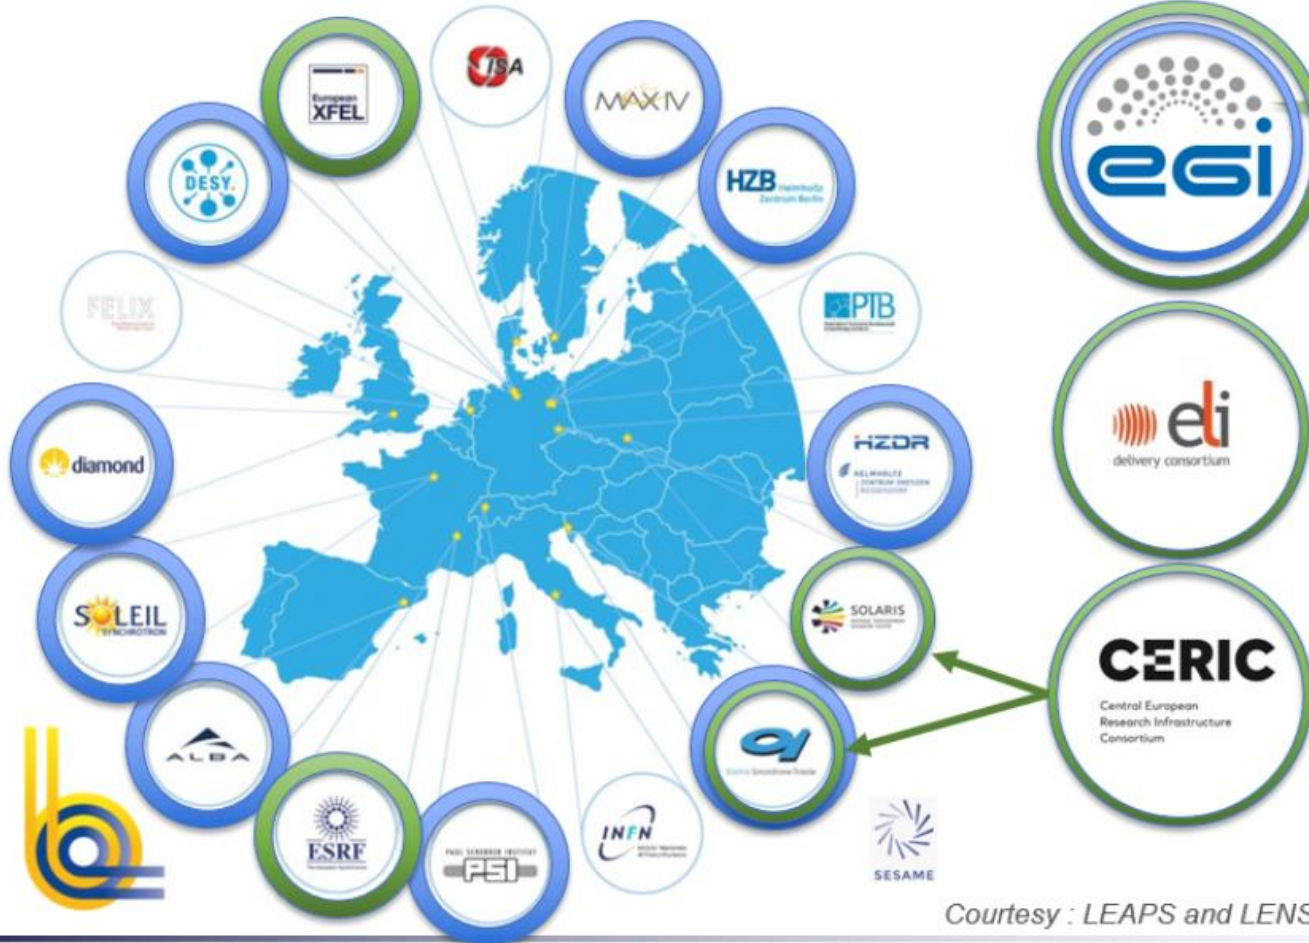 European
XFEL
ISA
MAX IV
DESY.
HZB Helmholtz
Zentrum Berlin
egi
FELIX
PTB
diamond
HZDR
HELMHOLTZ
ZENTRUM DRESDEN
ROSSENDORF
eli
delivery consortium
SOLEIL
SYNCHROTRON
SOLARIS
CERIC
Central European
Research Infrastructure
Consortium
ALBA
Elettra Sincrotrone Trieste
ESRF
PAUL SCHERRER INSTITUT
PSI
INFN
SESAME
Courtesy : LEAPS and LENS